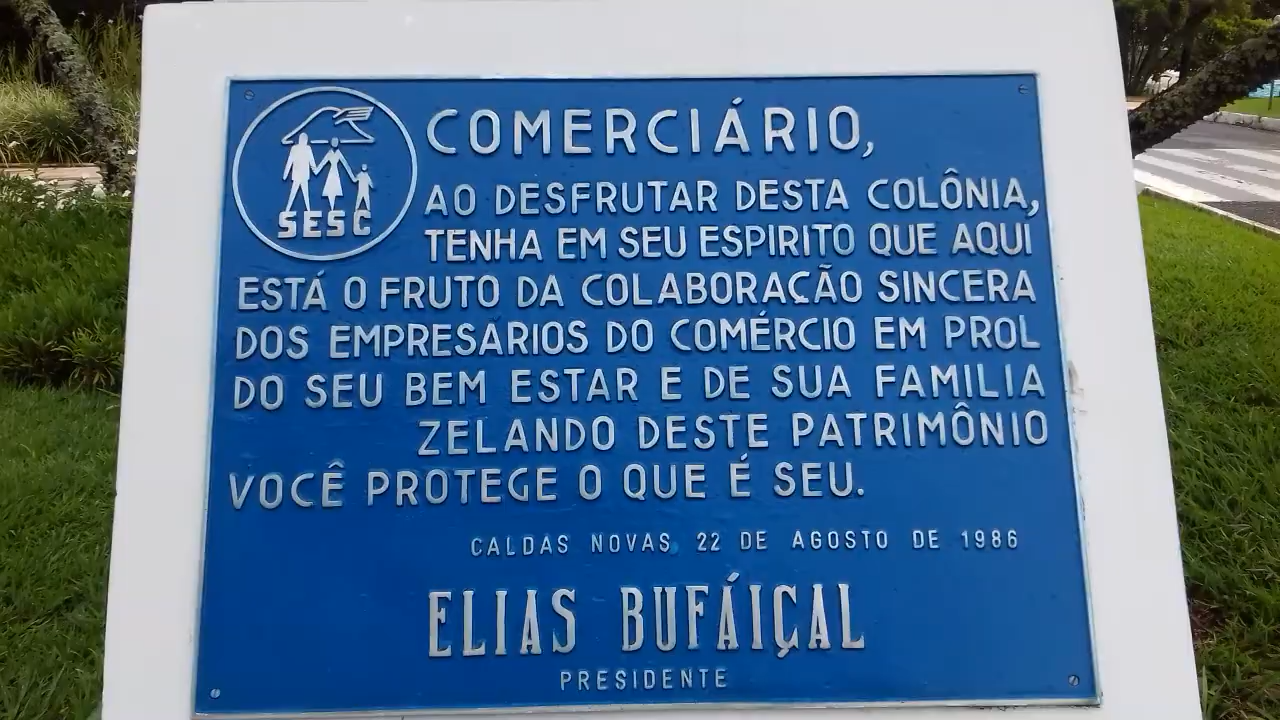 SESC
COMERCIÁRIO,
AO DESFRUTAR DESTA COLÔNIA,
TENHA EM SEU ESPIRITO QUE AQUI
ESTÁ O FRUTO DA COLABORAÇÃO SINCERA
DOS EMPRESARIOS DO COMÉRCIO EM PROL
DO SEU BEM ESTAR E DE SUA FAMILIA
ZELANDO DESTE PATRIMÔNIO
VOCÊ PROTEGE O QUE É SEU.
CALDAS NOVAS, 22 DE AGOSTO DE 1986
ELIAS BUFÁIÇAL
PRESIDENTE